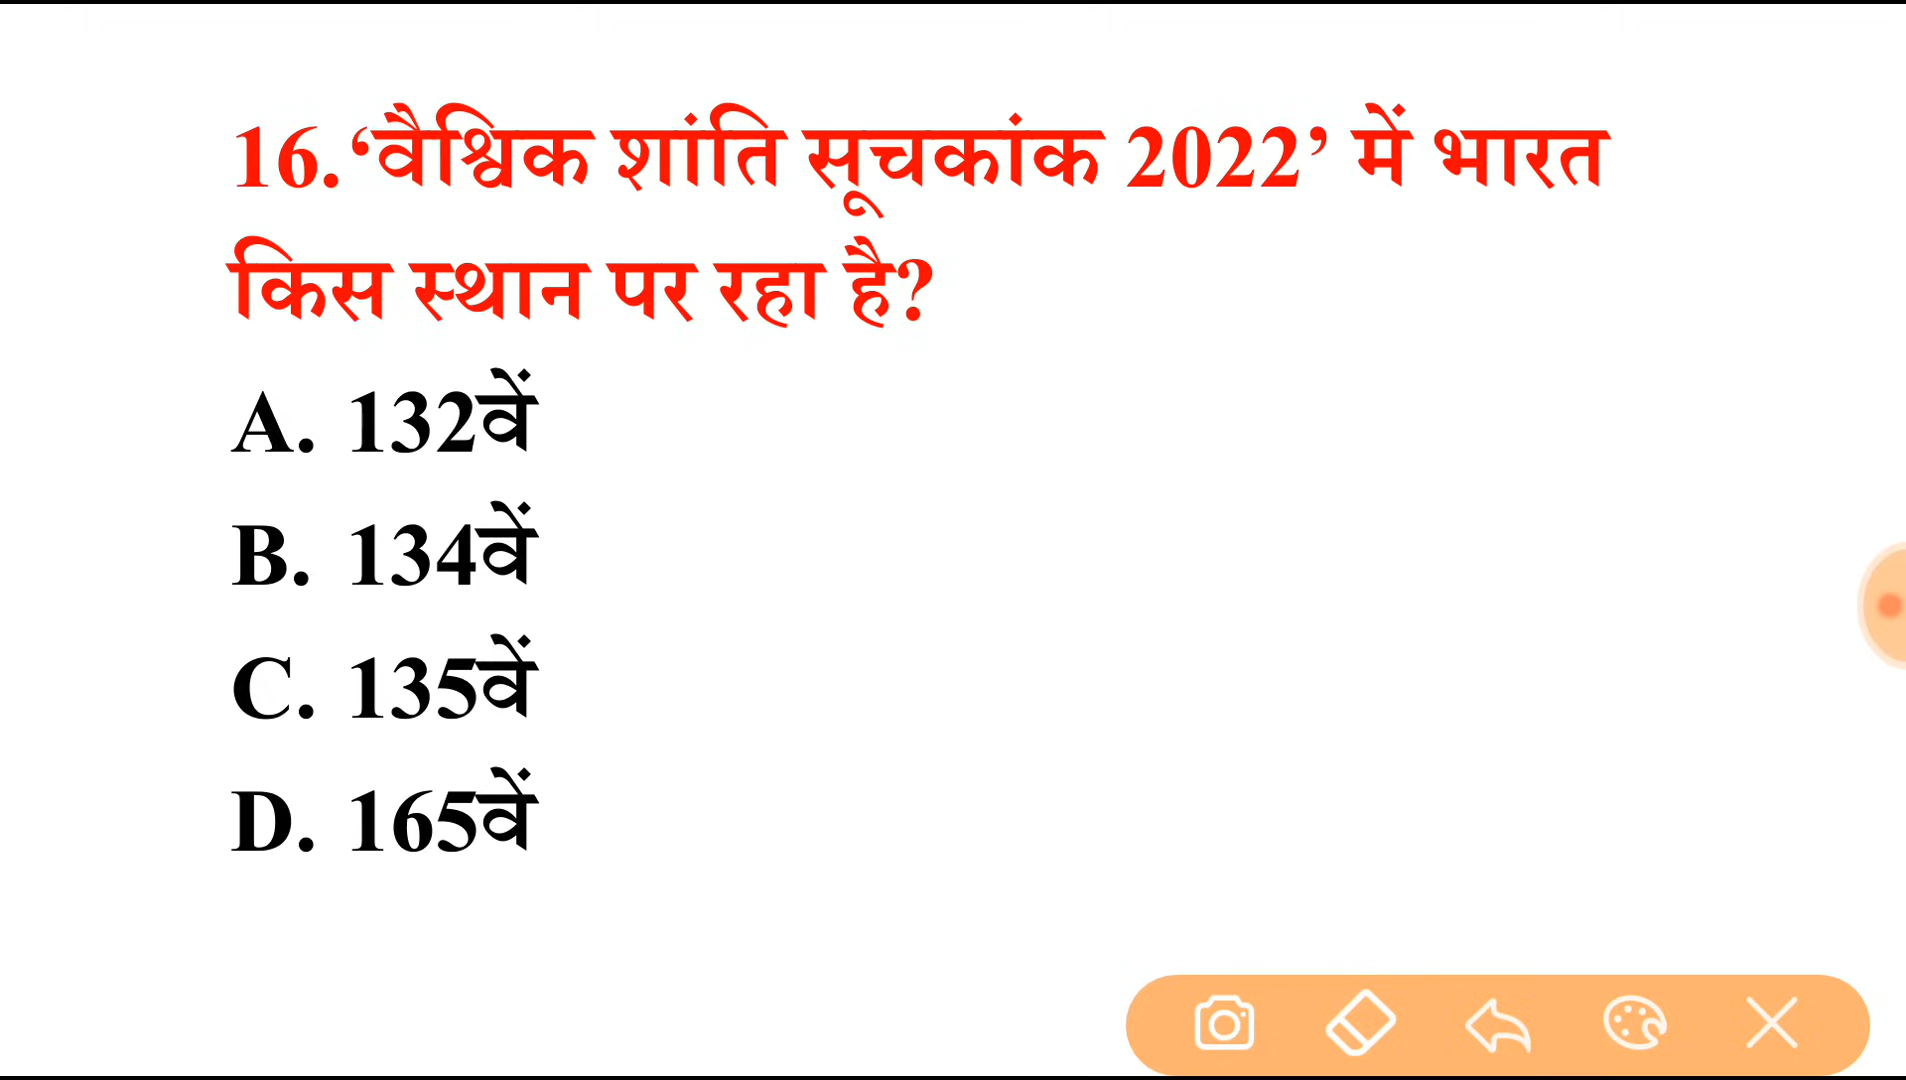 16. ‘वैश्विक शांति सूचकांक 2022’ में भारत
किस स्थान पर रहा है?
A. 132वें
B. 134वें
C. 135वें
D. 165वें